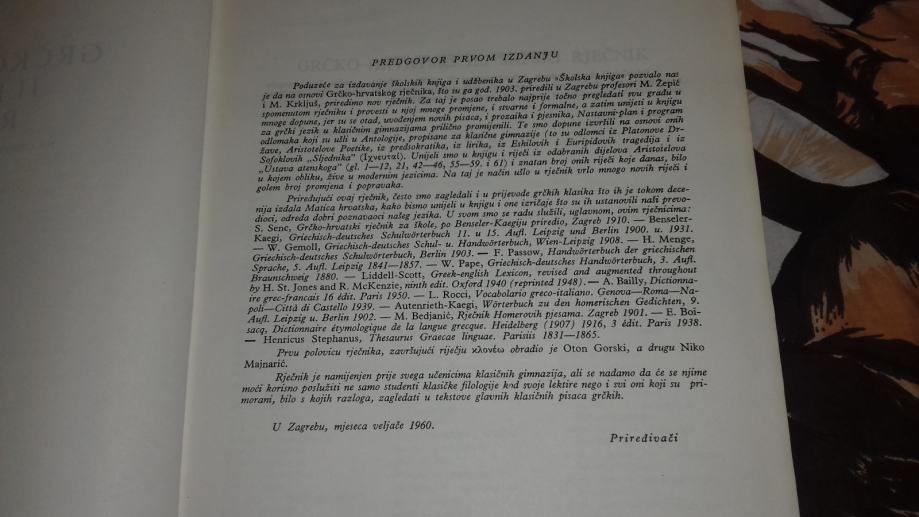 PREDGOVOR PRVOM IZDANJU
Poduzeće za izdavanje školskih knjiga i udžbenika u Zagrebu »Školska knjiga« pozvalo nas
je da na osnovi Grčko-hrvatskog rječnika, što su ga god. 1903. priredili u Zagrebu profesori M. Žepić
i M. Krkljuš, priredimo nov rječnik. Za taj je posao trebalo najprije točno pregledati svu građu u
spomenutom rječniku i provesti u njoj mnoge promjene, i stvarne i formalne, a zatim unijeti u knjigu
mnoge dopune, jer su se otad, uvođenjem novih pisaca, i prozaika i pjesnika, Nastavni-plan i program
za grčki jezik u klasičnim gimnazijama prilično promijenili. Te smo dopune izvršili na osnovi onih
odlomaka koji su ušli u Antologije, propisane za klasične gimnazije (to su odlomci iz Platonove Dr-
žave, Aristotelove Poetike, iz predsokratika, iz lirika, iz Eshilovih i Euripidovih tragedija i iz
Sofoklovih „Sljednika” (Ἰχνευταί). Unijeli smo u knjigu i riječi iz odabranih dijelova Aristotelova
„Ustava atenskoga” (gl. 1—12, 21, 42—46, 55—59. i 61) i znatan broj onih riječi koje danas, bilo
u kojem obliku, žive u modernim jezicima. Na taj je način ušlo u rječnik vrlo mnogo novih riječi i
golem broj promjena i popravaka.
Priređujući ovaj rječnik, često smo zagledali i u prijevode grčkih klasika što ih je tokom dece-
nija izdala Matica hrvatska, kako bismo unijeli u knjigu i one izričaje što su ih ustanovili naši prevo-
dioci, odreda dobri poznavaoci našeg jezika. U svom smo se radu služili, uglavnom, ovim rječnicima:
S. Senc, Grčko-hrvatski rječnik za škole, po Benseler-Kaegiju priredio, Zagreb 1910. — Benseler-
Kaegi, Griechisch-deutsches Schulwörterbuch 11. u 15. Aufl. Leipzig und Berlin 1900. u. 1931.
— W. Gemoll, Griechisch-deutsches Schul- u. Handwörterbuch, Wien-Leipzig 1908. — H. Menge,
Griechisch-deutsches Schulwörterbuch, Berlin 1903. — F. Passow, Handwörterbuch der griechischen
Sprache, 5. Aufl. Leipzig 1841—1857. — W. Pape, Griechisch-deutsches Handwörterbuch, 3. Aufl.
Braunschweig 1880. — Liddell-Scott, Greek-english Lexicon, revised and augmented throughout
by H. St. Jones and R. McKenzie, ninth edit. Oxford 1940 (reprinted 1948). — A. Bailly, Dictionna-
ire grec-francais 16 édit. Paris 1950. — L. Rocci, Vocabolario greco-italiano. Genova—Roma—Na-
poli—Città di Castello 1939. — Autenrieth-Kaegi, Wörterbuch zu den homerischen Gedichten, 9.
Aufl. Leipzig u. Berlin 1902. — M. Bedjanić, Rječnik Homerovih pjesama. Zagreb 1901. — E. Boi-
sacq, Dictionnaire étymologique de la langue grecque. Heidelberg (1907) 1916, 3 édit. Paris 1938.
— Henricus Stephanus, Thesaurus Graecae linguae. Parisiis 1831—1865.
Prvu polovicu rječnika, završujući riječju κλονέω obradio je Oton Gorski, a drugu Niko
Majnarić.
Rječnik je namijenjen prije svega učenicima klasičnih gimnazija, ali se nadamo da će se njime
moći korisno poslužiti ne samo studenti klasičke filologije kod svoje lektire nego i svi oni koji su pri-
morani, bilo s kojih razloga, zagledati u tekstove glavnih klasičnih pisaca grčkih.
U Zagrebu, mjeseca veljače 1960.
Priređivači